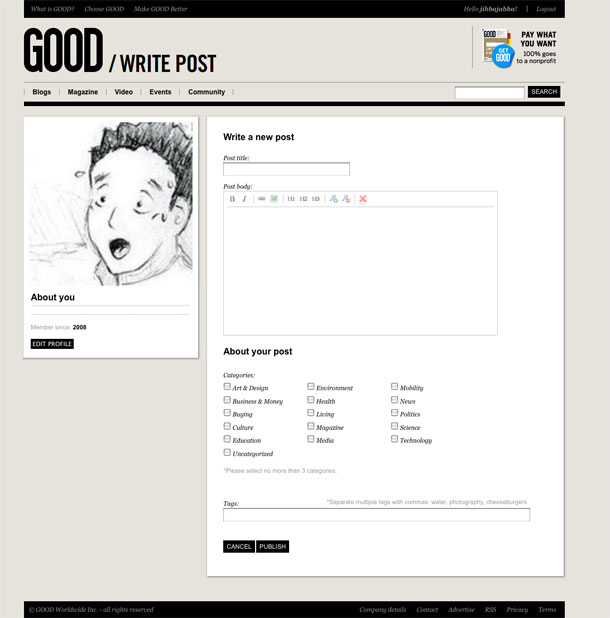 What is GOOD? Choose GOOD Make GOOD Better Hello jibbajabba! Logout
GOOD / WRITE POST
GOOD
GET GOOD
PAY WHAT
YOU WANT
100% goes
to a nonprofit
Blogs Magazine Video Events Community SEARCH
Write a new post
Post title:
Post body:
B I H1 H2 H3
About you
Member since 2008
EDIT PROFILE
About your post
Categories:
Art & Design Environment Mobility
Business & Money Health News
Buying Living Politics
Culture Magazine Science
Education Media Technology
Uncategorized
*Please select no more than 3 categories.
Tags: *Separate multiple tags with commas: water, photography, cheeseburgers
CANCEL PUBLISH
© GOOD Worldwide Inc. - all rights reserved Company details Contact Advertise RSS Privacy Terms of use